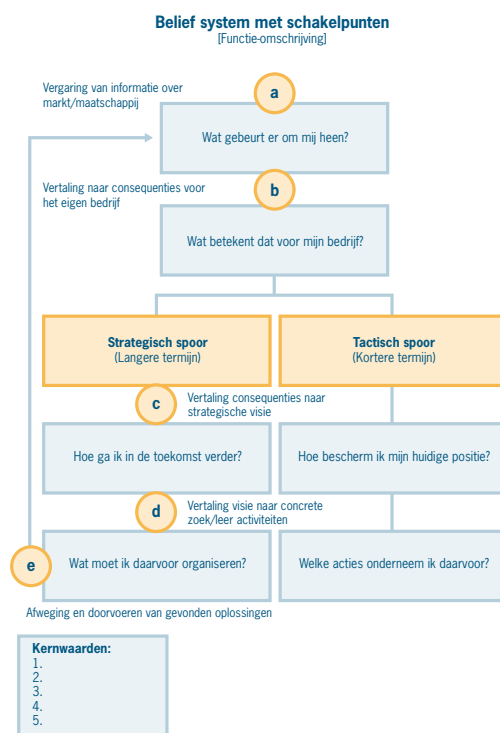 Belief system met schakelpunten
[Functie-omschrijving]
Vergaring van informatie over
markt/maatschappij
a
Wat gebeurt er om mij heen?
Vertaling naar consequenties voor
het eigen bedrijf
b
Wat betekent dat voor mijn bedrijf?
Strategisch spoor
(Langere termijn)
Tactisch spoor
(Kortere termijn)
c
Vertaling consequenties naar
strategische visie
Hoe ga ik in de toekomst verder?
Hoe bescherm ik mijn huidige positie?
d
Vertaling visie naar concrete
zoek/leer activiteiten
e
Wat moet ik daarvoor organiseren?
Welke acties onderneem ik daarvoor?
Afweging en doorvoeren van gevonden oplossingen
Kernwaarden:
1.
2.
3.
4.
5.